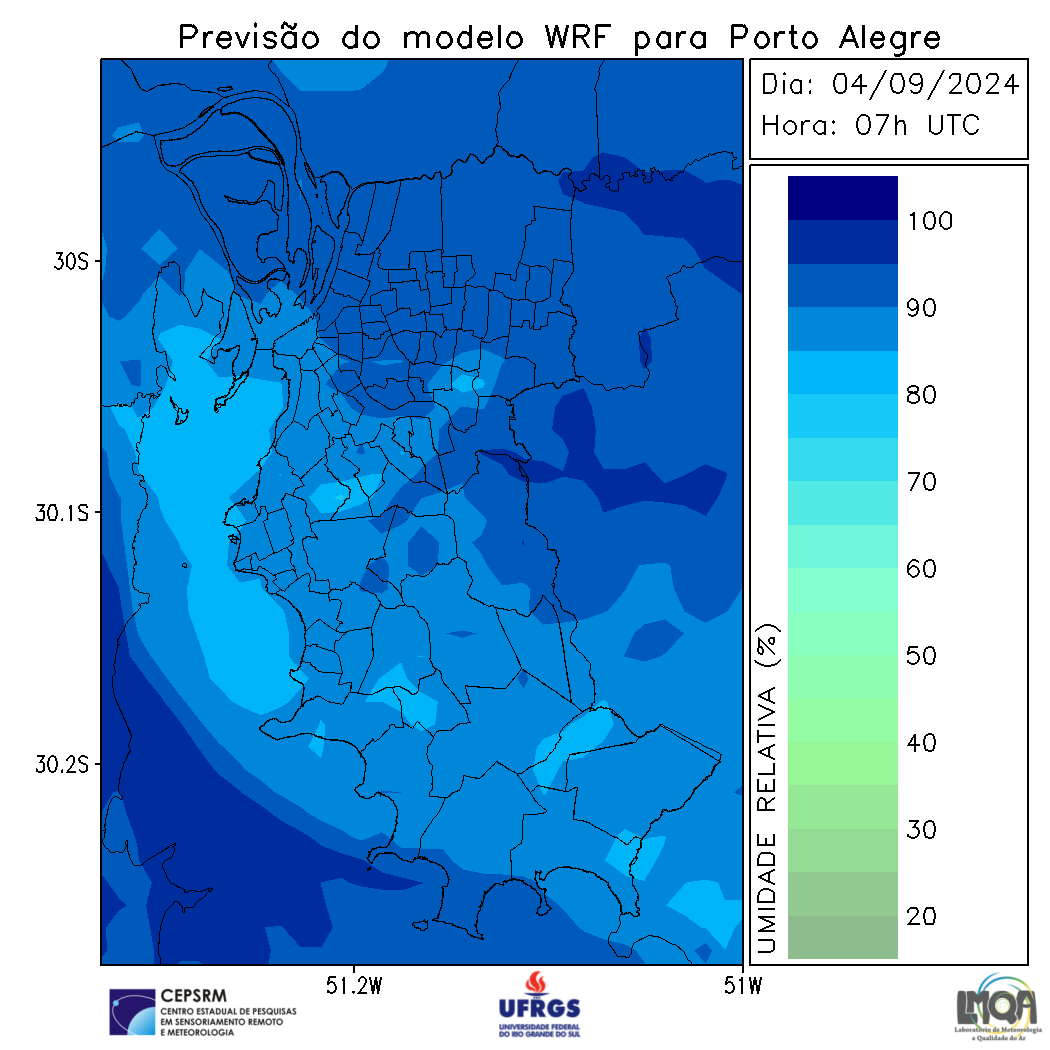 Previsão do modelo WRF para Porto Alegre
Dia: 04/09/2024
Hora: 07h UTC
30S
30.1S
30.2S
51.2W
51W
UMIDADE RELATIVA (%)
100
90
80
70
60
50
40
30
20
CEPSRM
CENTRO ESTADUAL DE PESQUISAS
EM SENSORIAMENTO REMOTO
E METEOROLOGIA
UFRGS
UNIVERSIDADE FEDERAL
DO RIO GRANDE DO SUL
LMQA
Laboratório de Meteorologia
e Qualidade do Ar